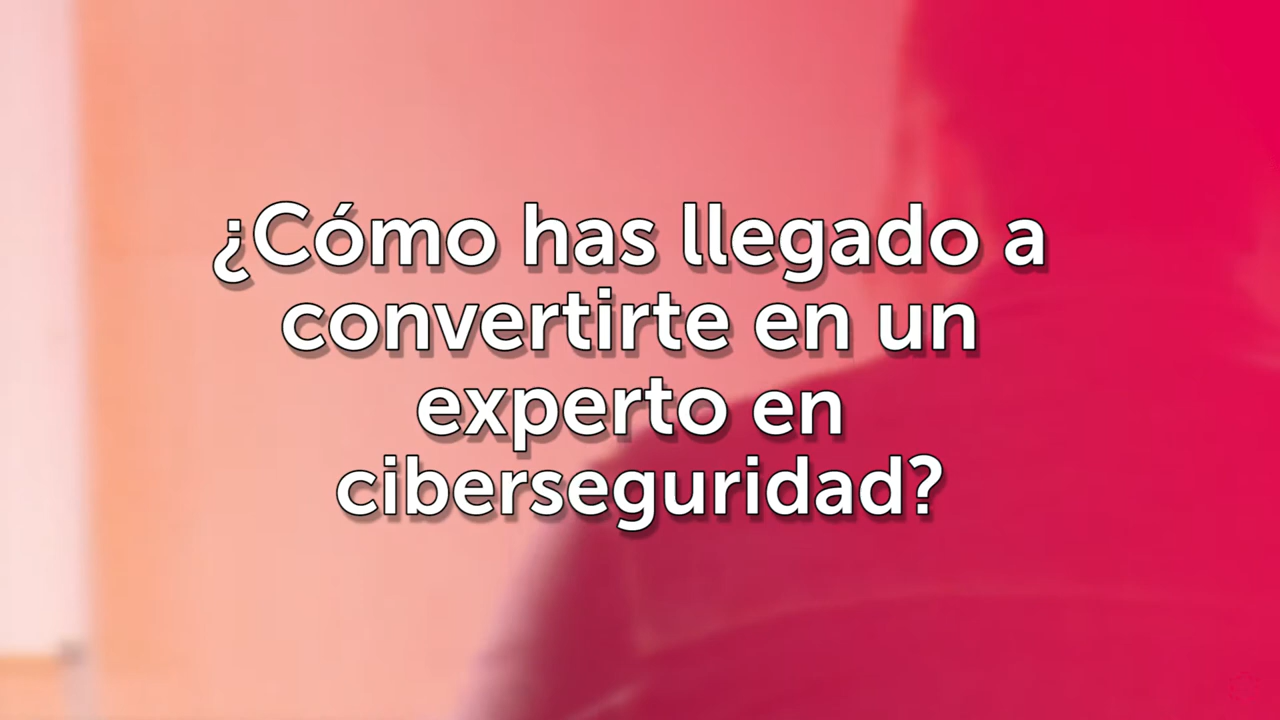 ¿Cómo has llegado a
convertirte en un
experto en
ciberseguridad?